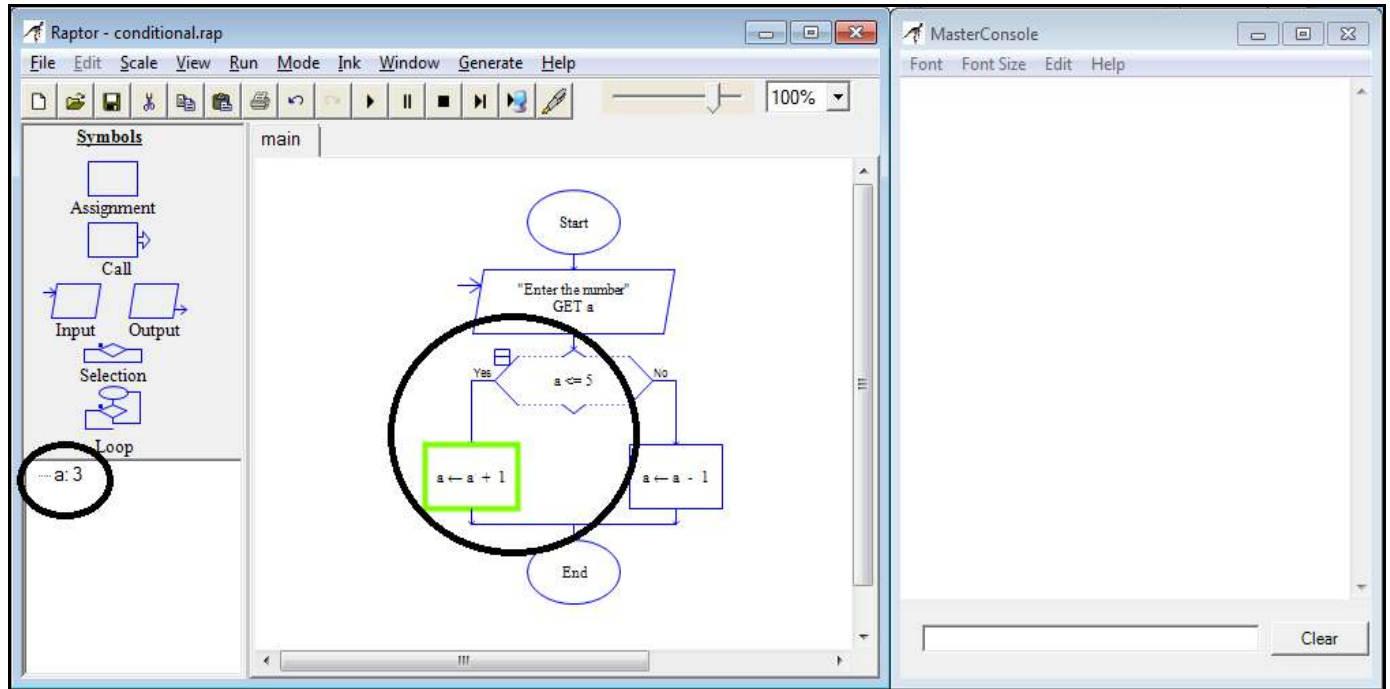 Raptor - conditional.rap
File Edit Scale View Run Mode Ink Window Generate Help
100%
Symbols
Assignment
Call
Input Output
Selection
Loop
a: 3
main
Start
"Enter the number"
GET a
Yes
a <= 5
No
a ← a + 1
a ← a - 1
End
MasterConsole
Font Font Size Edit Help
Clear